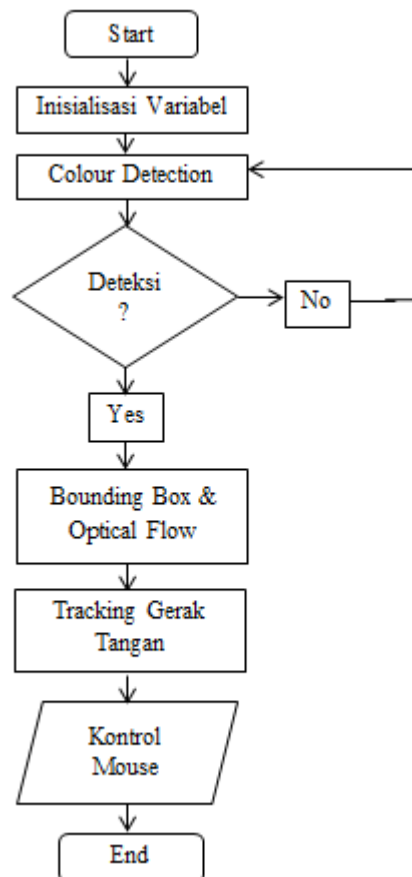 Start
Inisialisasi Variabel
Colour Detection
Deteksi
?
No
Yes
Bounding Box &
Optical Flow
Tracking Gerak
Tangan
Kontrol
Mouse
End